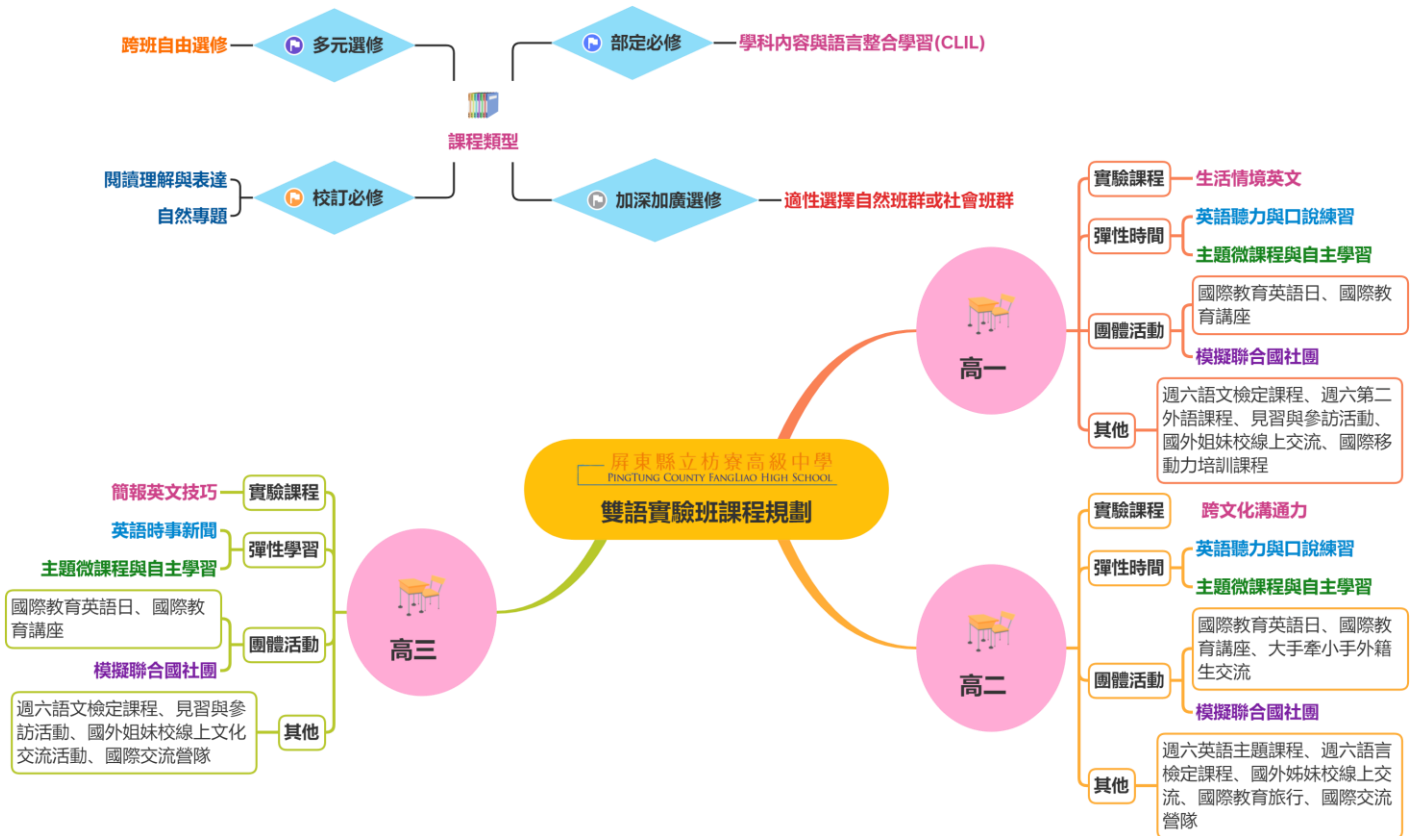 跨班自由選修
多元選修
部定必修
學科內容與語言整合學習(CLIL)
課程類型
閱讀理解與表達
自然專題
校訂必修
加深加廣選修
適性選擇自然班群或社會班群
屏東縣立枋寮高級中學
PINGTUNG COUNTY FANGLIAO HIGH SCHOOL
雙語實驗班課程規劃
高一
實驗課程
生活情境英文
彈性時間
英語聽力與口說練習
主題微課程與自主學習
團體活動
國際教育英語日、國際教
育講座
模擬聯合國社團
其他
週六語文檢定課程、週六第二
外語課程、見習與參訪活動、
國外姐妹校線上交流、國際移
動力培訓課程
高二
實驗課程
跨文化溝通力
彈性時間
英語聽力與口說練習
主題微課程與自主學習
團體活動
國際教育英語日、國際教
育講座、大手牽小手外籍
生交流
模擬聯合國社團
其他
週六英語主題課程、週六語言
檢定課程、國外姊妹校線上交
流、國際教育旅行、國際交流
營隊
高三
實驗課程
簡報英文技巧
彈性學習
英語時事新聞
主題微課程與自主學習
團體活動
國際教育英語日、國際教
育講座
模擬聯合國社團
其他
週六語文檢定課程、見習與參
訪活動、國外姐妹校線上文化
交流活動、國際交流營隊